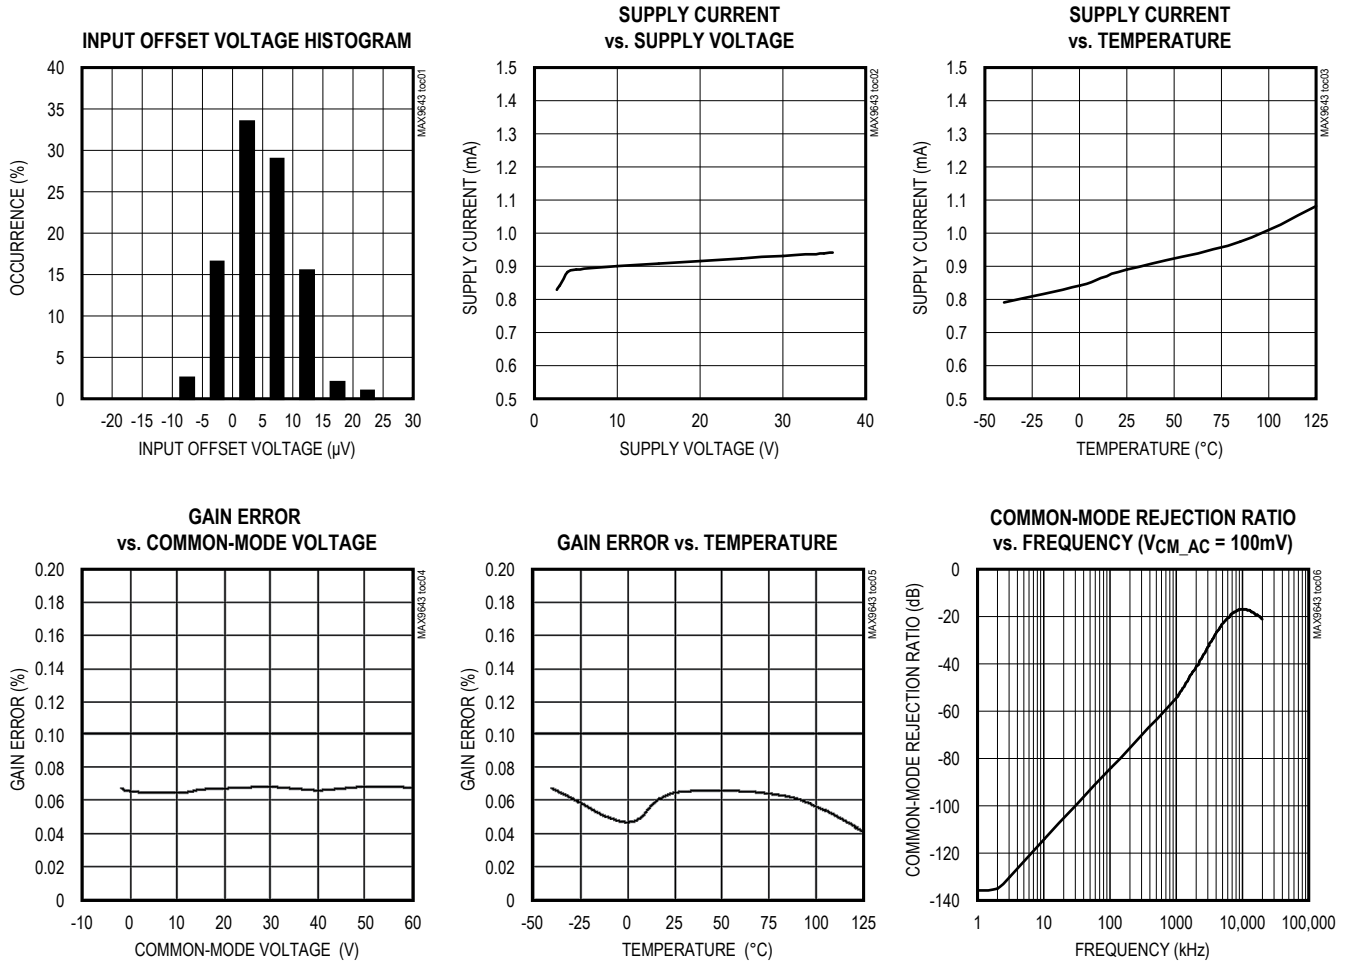 INPUT OFFSET VOLTAGE HISTOGRAM
40
35
30
25
20
15
10
5
0
OCCURRENCE (%)
-20 -15 -10 -5 0 5 10 15 20 25 30
INPUT OFFSET VOLTAGE (µV)
MAX9643 toc01
SUPPLY CURRENT
vs. SUPPLY VOLTAGE
1.5
1.4
1.3
1.2
1.1
1.0
0.9
0.8
0.7
0.6
0.5
SUPPLY CURRENT (mA)
0 10 20 30 40
SUPPLY VOLTAGE (V)
MAX9643 toc02
SUPPLY CURRENT
vs. TEMPERATURE
1.5
1.4
1.3
1.2
1.1
1.0
0.9
0.8
0.7
0.6
0.5
SUPPLY CURRENT (mA)
-50 -25 0 25 50 75 100 125
TEMPERATURE (°C)
MAX9643 toc03
GAIN ERROR
vs. COMMON-MODE VOLTAGE
0.20
0.18
0.16
0.14
0.12
0.10
0.08
0.06
0.04
0.02
0
GAIN ERROR (%)
-10 0 10 20 30 40 50 60
COMMON-MODE VOLTAGE (V)
MAX9643 toc04
GAIN ERROR vs. TEMPERATURE
0.20
0.18
0.16
0.14
0.12
0.10
0.08
0.06
0.04
0.02
0
GAIN ERROR (%)
-50 -25 0 25 50 75 100 125
TEMPERATURE (°C)
MAX9643 toc05
COMMON-MODE REJECTION RATIO
vs. FREQUENCY (VCM_AC = 100mV)
0
-20
-40
-60
-80
-100
-120
-140
COMMON-MODE REJECTION RATIO (dB)
1 10 100 1000 10,000 100,000
FREQUENCY (kHz)
MAX9643 toc06